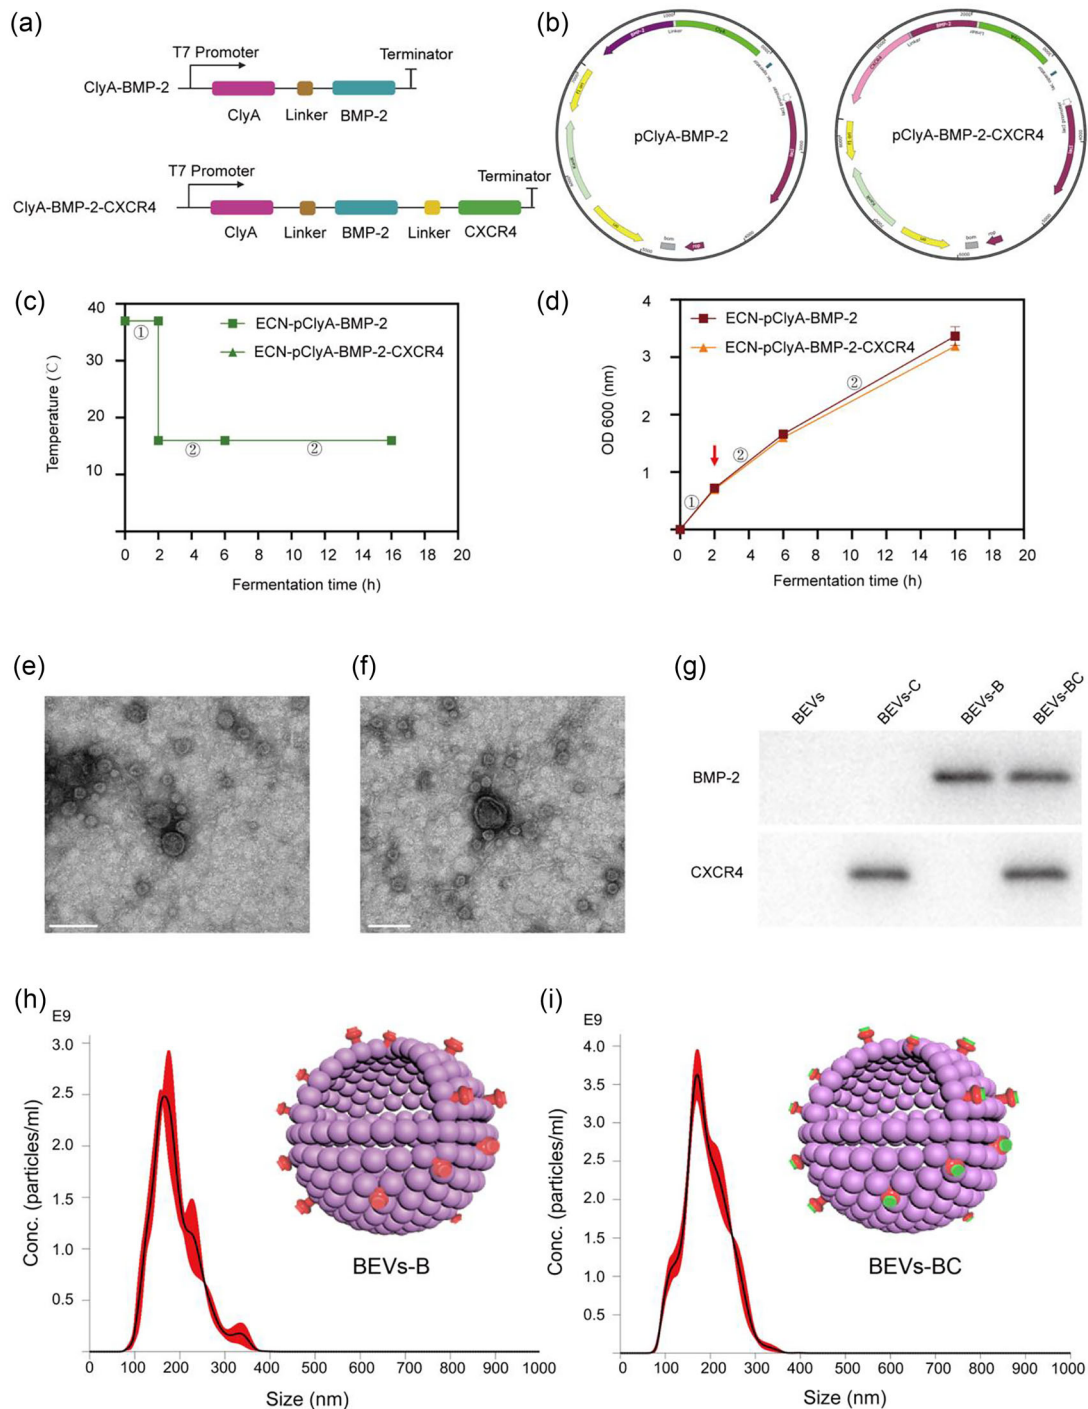 (a)
T7 Promoter
Terminator
ClyA-BMP-2
ClyA
Linker
BMP-2
T7 Promoter
Terminator
ClyA-BMP-2-CXCR4
ClyA
Linker
BMP-2
Linker
CXCR4
(b)
BMP-2
Linker
ClyA
pClyA-BMP-2
CXCR4
Linker
BMP-2
pClyA-BMP-2-CXCR4
(c)
40
30
20
10
Temperature (℃)
ECN-pClyA-BMP-2
ECN-pClyA-BMP-2-CXCR4
①
②
②
0 2 4 6 8 10 12 14 16 18 20
Fermentation time (h)
(d)
4
3
2
1
OD 600 (nm)
ECN-pClyA-BMP-2
ECN-pClyA-BMP-2-CXCR4
①
②
②
0 2 4 6 8 10 12 14 16 18 20
Fermentation time (h)
(e)
(f)
(g)
BEVs
BEVs-C
BEVs-B
BEVs-BC
BMP-2
CXCR4
(h)
E9
3.0
2.5
2.0
1.5
1.0
0.5
Conc. (particles/ml)
BEVs-B
0 100 200 300 400 500 600 700 800 900 1000
Size (nm)
(i)
E9
4.0
3.5
3.0
2.5
2.0
1.5
1.0
0.5
Conc. (particles/ml)
BEVs-BC
0 100 200 300 400 500 600 700 800 900 1000
Size (nm)